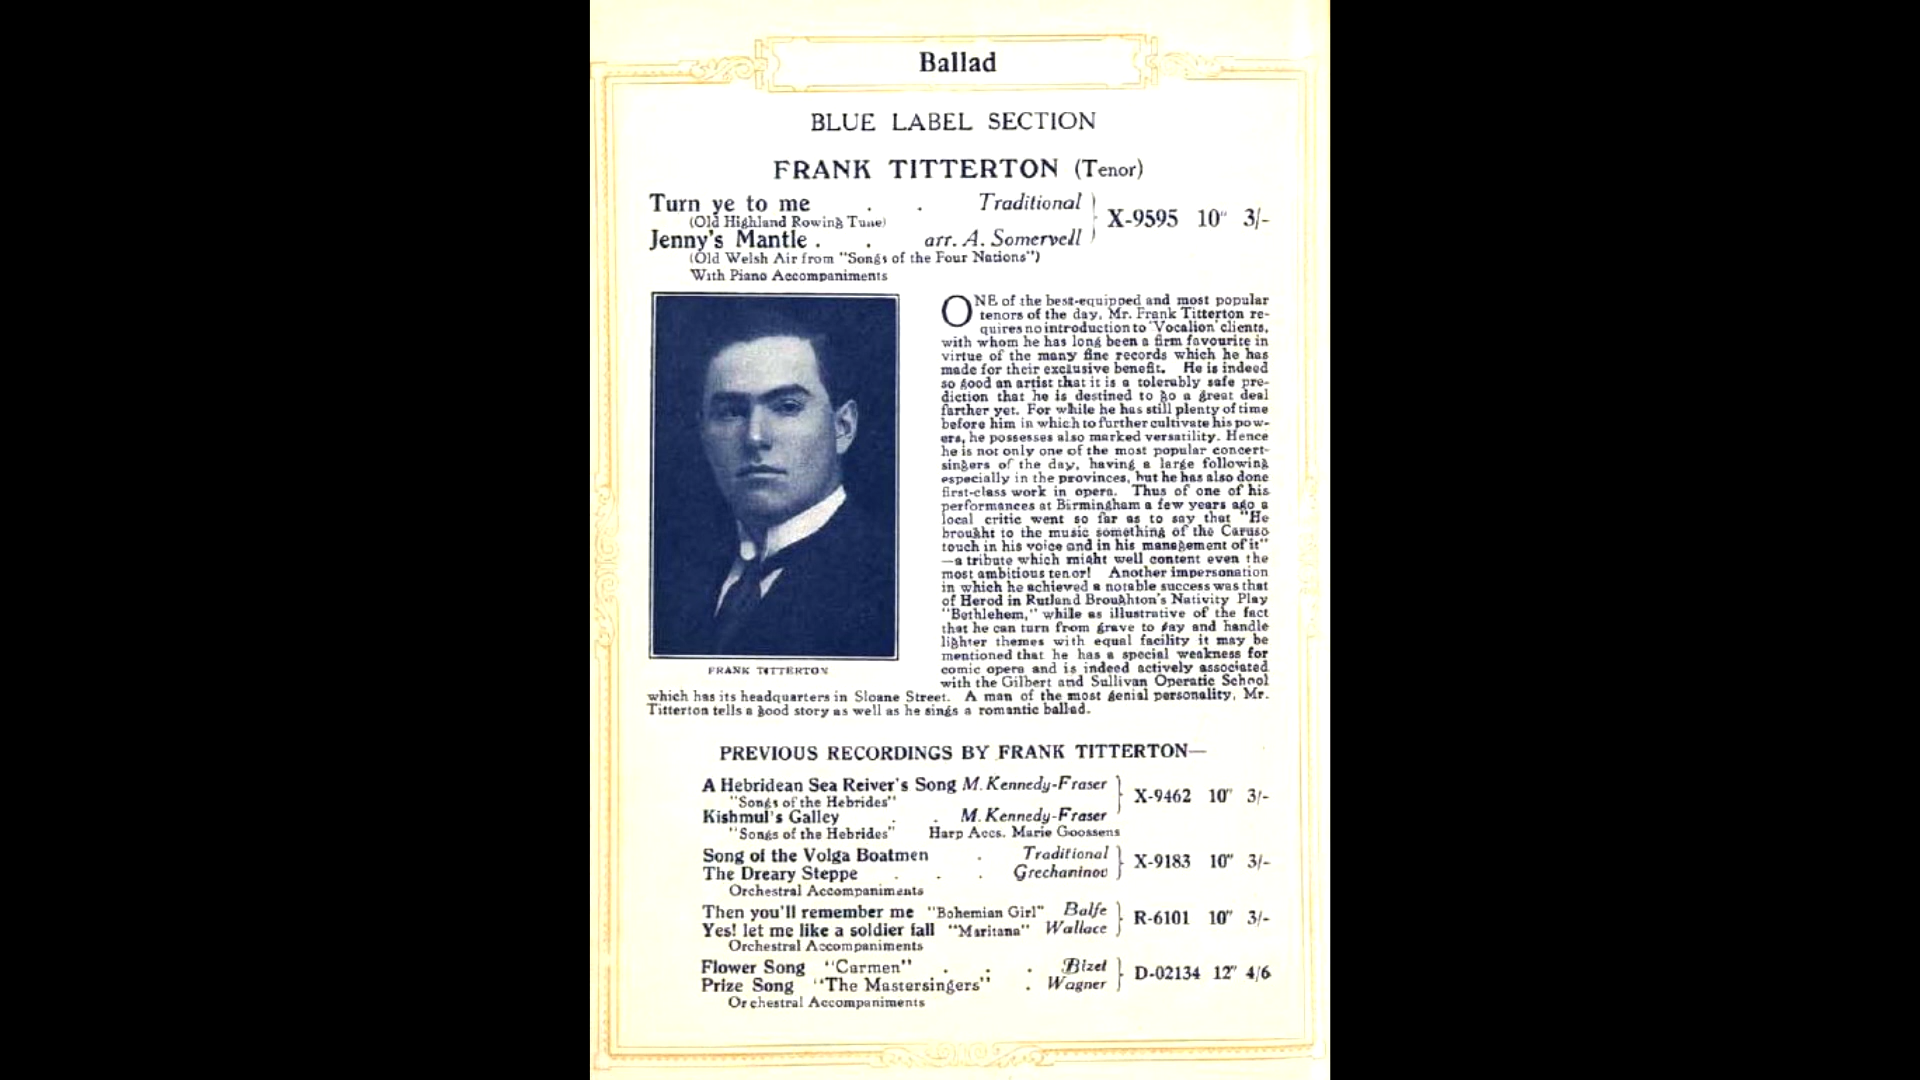 Ballad
BLUE LABEL SECTION
FRANK TITTERTON (Tenor)
Turn ye to me . . Traditional
(Old Highland Rowing Tune)
Jenny's Mantle . . arr. A. Somervell
X-9595 10" 3/-
(Old Welsh Air from "Songs of the Four Nations")
With Piano Accompaniments
ONE of the best-equipped and most popular
tenors of the day, Mr. Frank Titterton re-
quires no introduction to 'Vocalion' clients,
with whom he has long been a firm favourite in
virtue of the many fine records which he has
made for their exclusive benefit. He is indeed
so good an artist that it is a tolerably safe pre-
diction that he is destined to go a great deal
farther yet. For while he has still plenty of time
before him in which to further cultivate his pow-
ers, he possesses also marked versatility. Hence
he is not only one of the most popular concert-
singers of the day, having a large following
especially in the provinces, but he has also done
first-class work in opera. Thus of one of his
performances at Birmingham a few years ago a
local critic went so far as to say that "He
brought to the music something of the Caruso
touch in his voice and in his management of it"
—a tribute which might well content even the
most ambitious tenor! Another impersonation
in which he achieved a notable success was that
of Herod in Rutland Broughton's Nativity Play
"Bethlehem," while as illustrative of the fact
that he can turn from grave to gay and handle
lighter themes with equal facility it may be
mentioned that he has a special weakness for
comic opera and is indeed actively associated
with the Gilbert and Sullivan Operatic School
which has its headquarters in Sloane Street. A man of the most genial personality, Mr.
Titterton tells a good story as well as he sings a romantic ballad.
FRANK TITTERTON
PREVIOUS RECORDINGS BY FRANK TITTERTON—
A Hebridean Sea Reiver's Song M. Kennedy-Fraser
"Songs of the Hebrides"
X-9462 10" 3/-
Kishmul's Galley . . M. Kennedy-Fraser
"Songs of the Hebrides" Harp Accs. Marie Goossens
Song of the Volga Boatmen . Traditional
X-9183 10" 3/-
The Dreary Steppe . . . Grechaninov
Orchestral Accompaniments
Then you'll remember me "Bohemian Girl" Balfe
R-6101 10" 3/-
Yes! let me like a soldier fall "Maritana" Wallace
Orchestral Accompaniments
Flower Song "Carmen" . . . Bizet
D-02134 12" 4/6
Prize Song "The Mastersingers" . Wagner
Orchestral Accompaniments